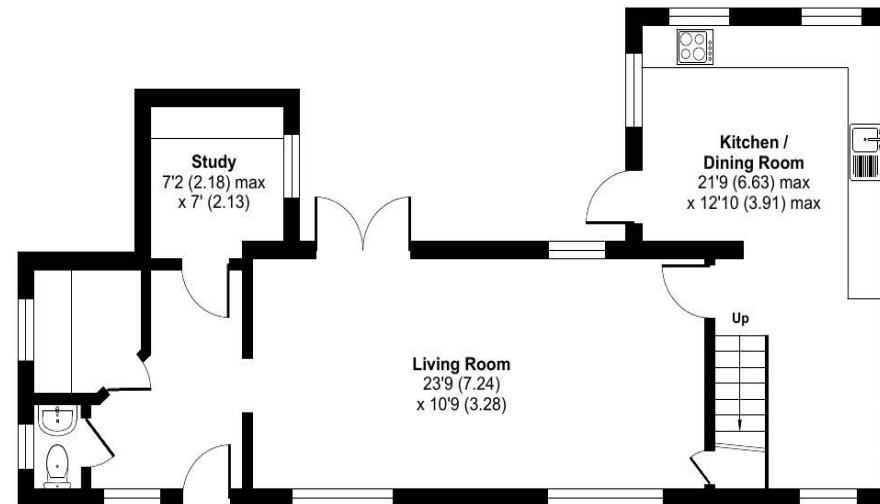 Study
7'2 (2.18) max
x 7' (2.13)
Kitchen /
Dining Room
21'9 (6.63) max
x 12'10 (3.91) max
Up
Living Room
23'9 (7.24)
x 10'9 (3.28)